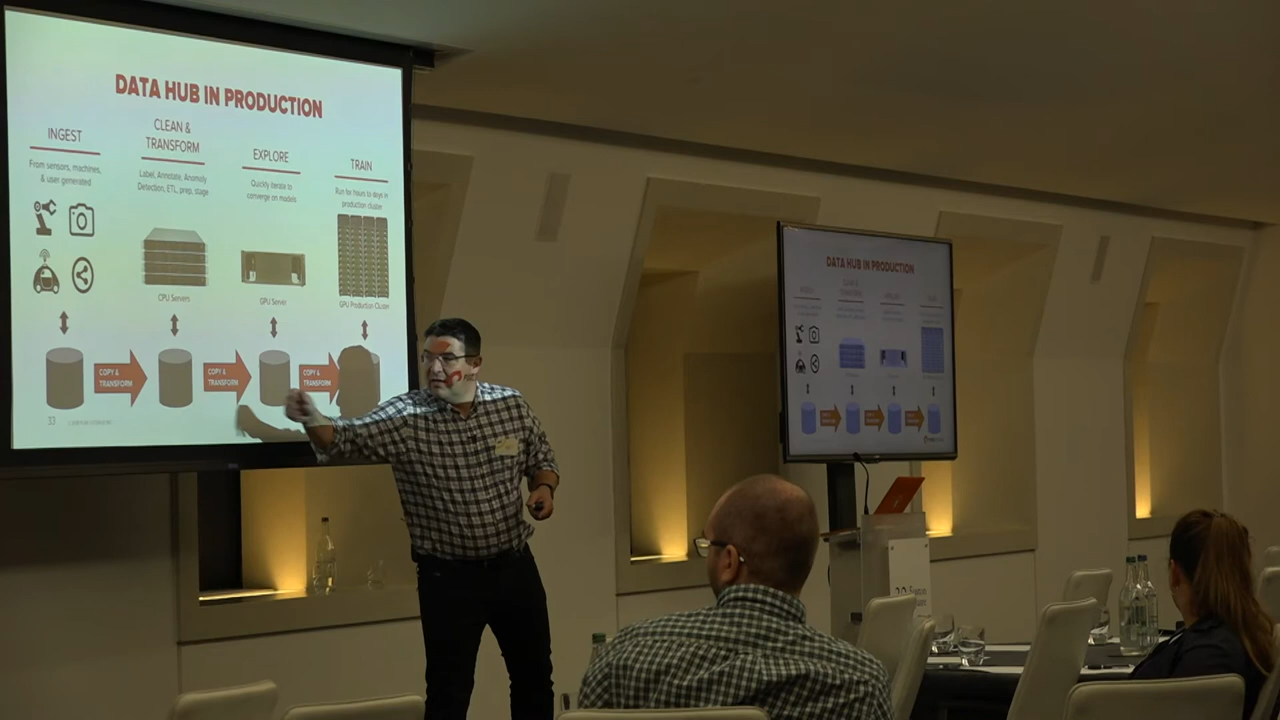 DATA HUB IN PRODUCTION
INGEST
From sensors, machines,
& user generated
CLEAN &
TRANSFORM
Label, Annotate, Anomaly
Detection, ETL, prep, stage
CPU Servers
EXPLORE
Quickly iterate to
converge on models
GPU Server
TRAIN
Run for hours to days in
production cluster
GPU Production Cluster
COPY &
TRANSFORM
COPY &
TRANSFORM
COPY &
TRANSFORM
33
DATA HUB IN PRODUCTION